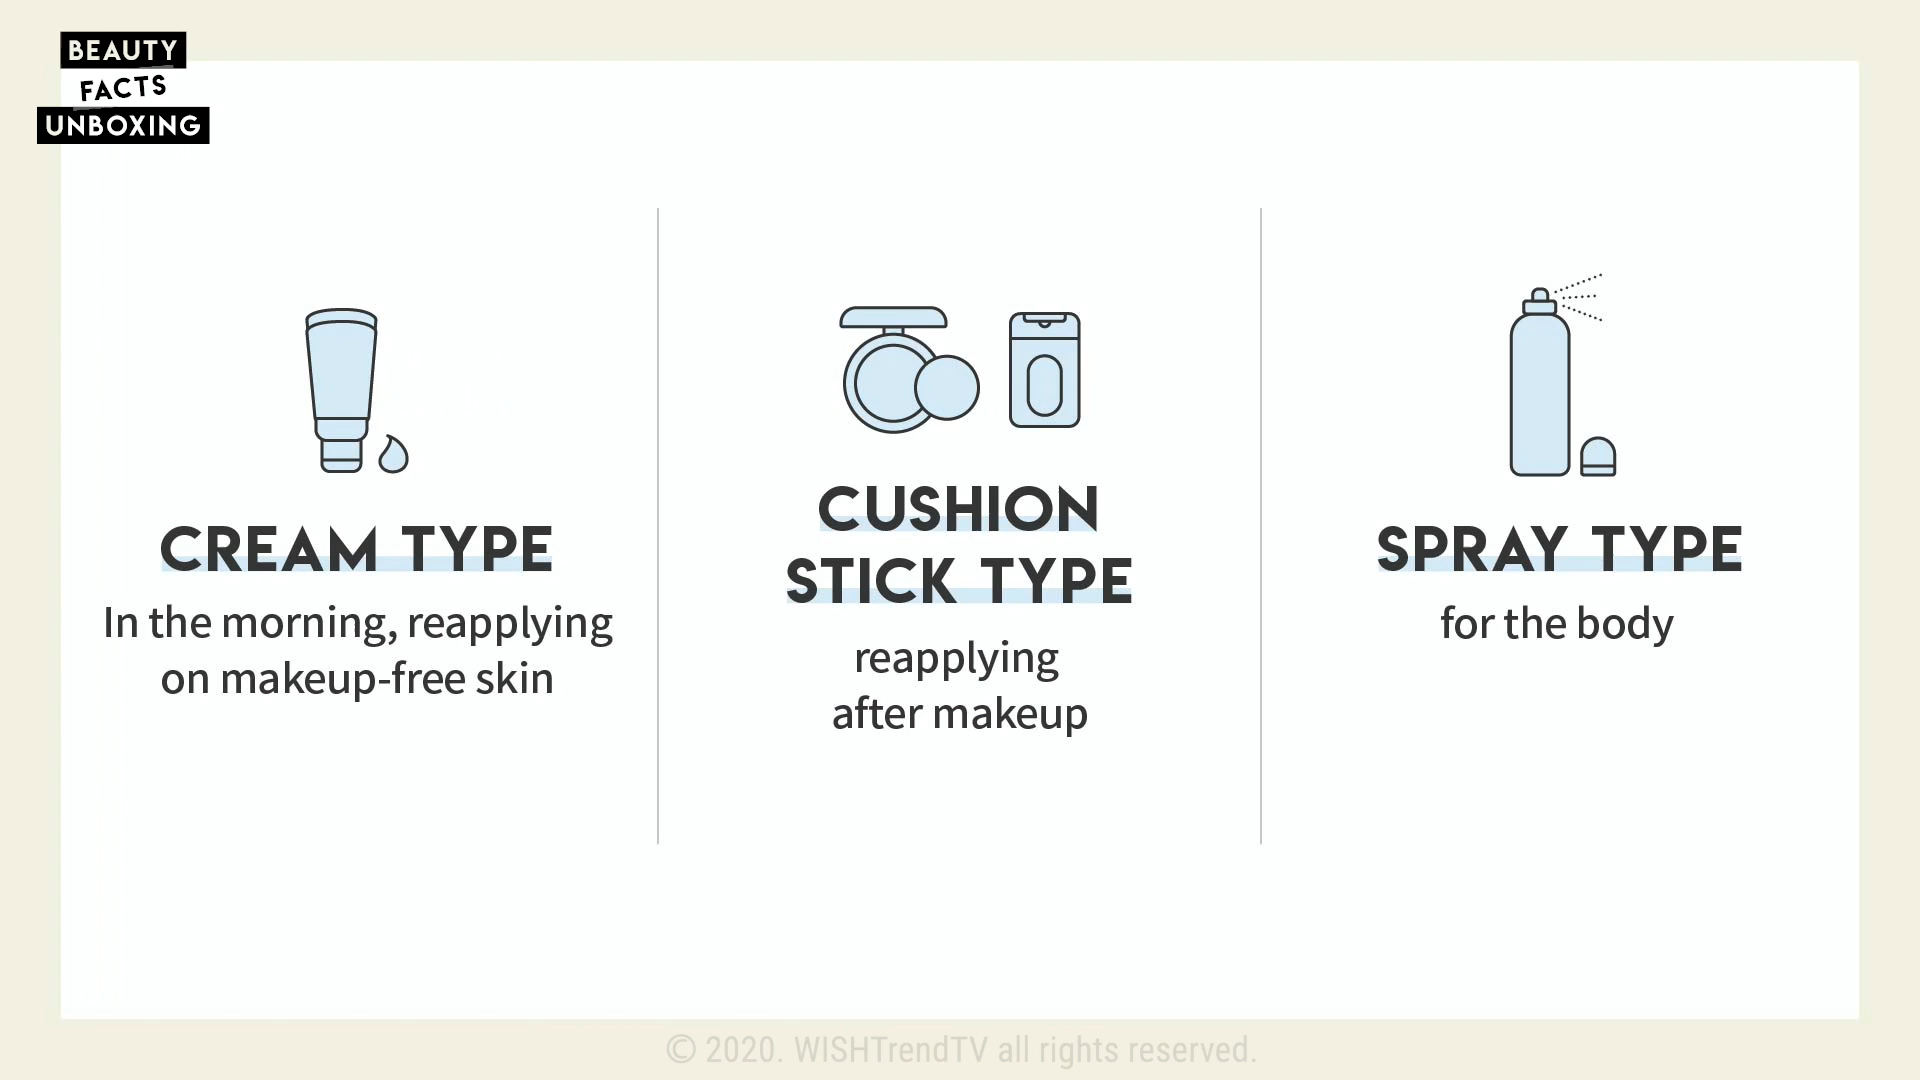 BEAUTY
FACTS
UNBOXING
CREAM TYPE
In the morning, reapplying
on makeup-free skin
CUSHION
STICK TYPE
reapplying
after makeup
SPRAY TYPE
for the body
© 2020. WISHTrendTV all rights reserved.